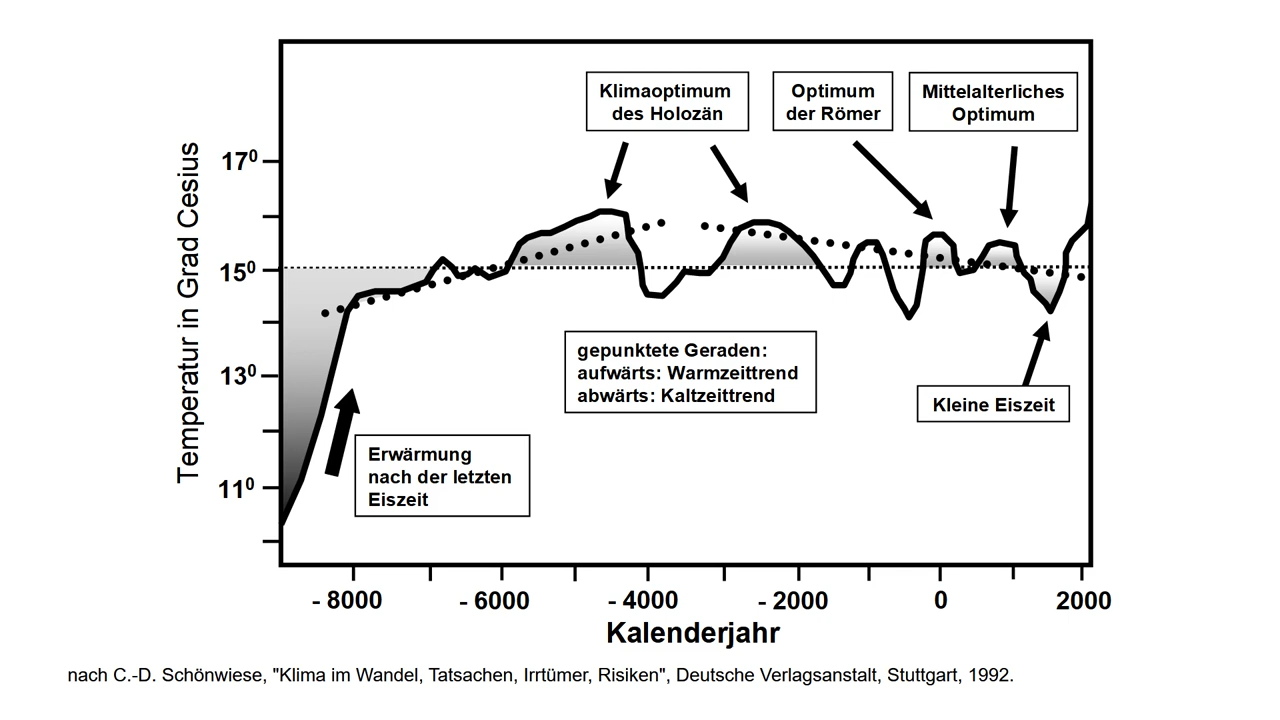 Klimaoptimum
des Holozän
Optimum
der Römer
Mittelalterliches
Optimum
Temperatur in Grad Cesius
17⁰
15⁰
13⁰
11⁰
gepunktete Geraden:
aufwärts: Warmzeittrend
abwärts: Kaltzeittrend
Kleine Eiszeit
Erwärmung
nach der letzten
Eiszeit
- 8000 - 6000 - 4000 - 2000 0 2000
Kalenderjahr
nach C.-D. Schönwiese, "Klima im Wandel, Tatsachen, Irrtümer, Risiken", Deutsche Verlagsanstalt, Stuttgart, 1992.